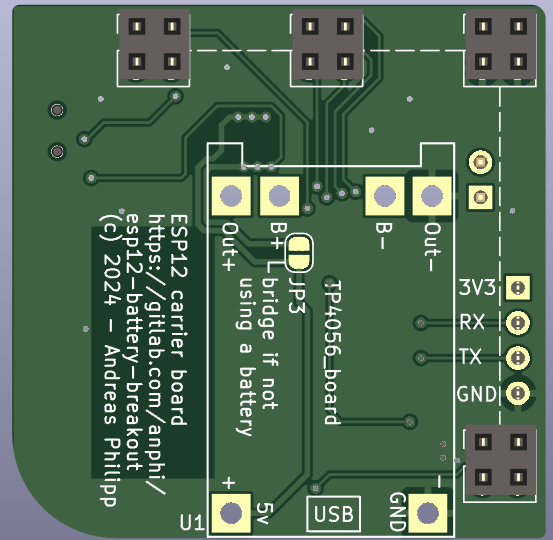 Out+
B+
B-
Out-
JP3
bridge if not
using a battery
TP4056_board
ESP12 carrier board
https://gitlab.com/anphi/
esp12-battery-breakout
(c) 2024 - Andreas Philipp
3V3
RX
TX
GND
+
-
U1
5v
USB
GND